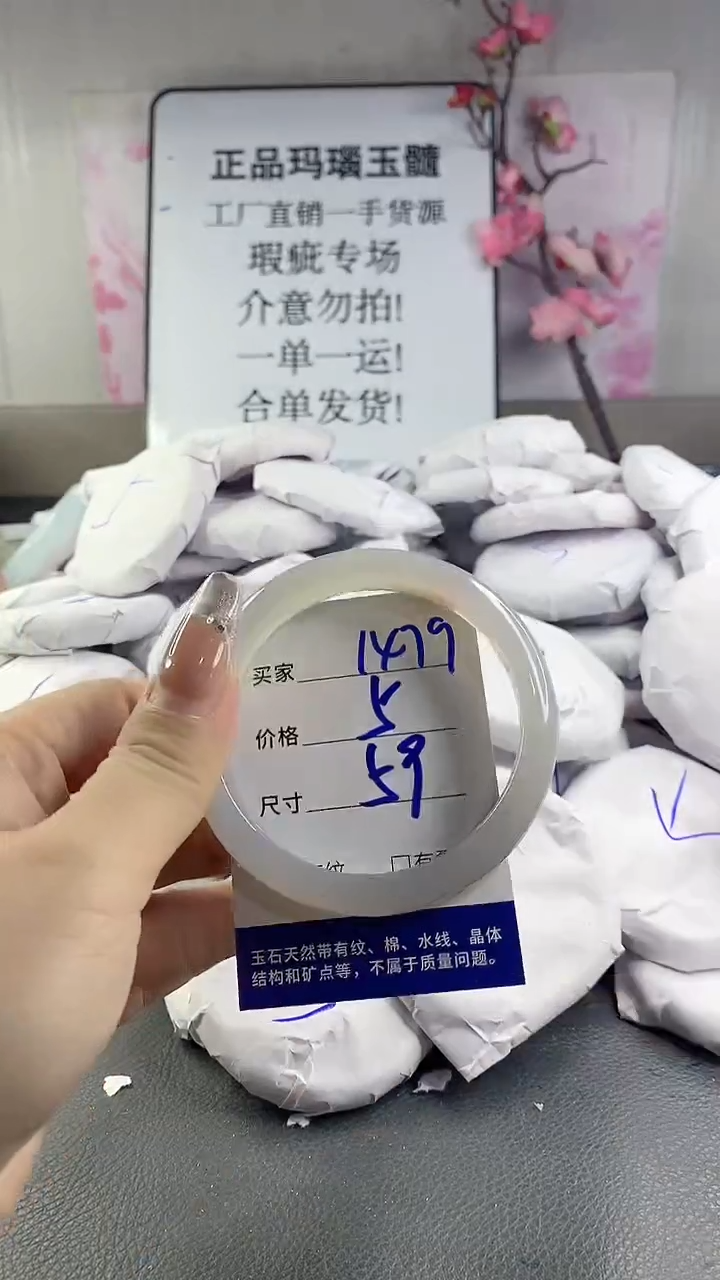 正品玛瑙玉髓
工厂直销一手货源
瑕疵专场
介意勿拍!
一单一运!
合单发货!
买家 1479
价格 5
尺寸 59
纹 口有
玉石天然带有纹、棉、水线、晶体
结构和矿点等，不属于质量问题。